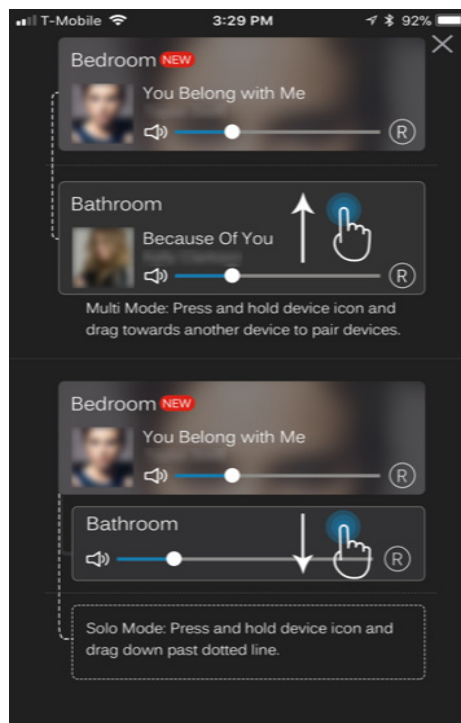 T-Mobile 3:29 PM 92%
Bedroom NEW
You Belong with Me
R
Bathroom
Because Of You
R
Multi Mode: Press and hold device icon and
drag towards another device to pair devices.
Bedroom NEW
You Belong with Me
R
Bathroom
R
Solo Mode: Press and hold device icon and
drag down past dotted line.